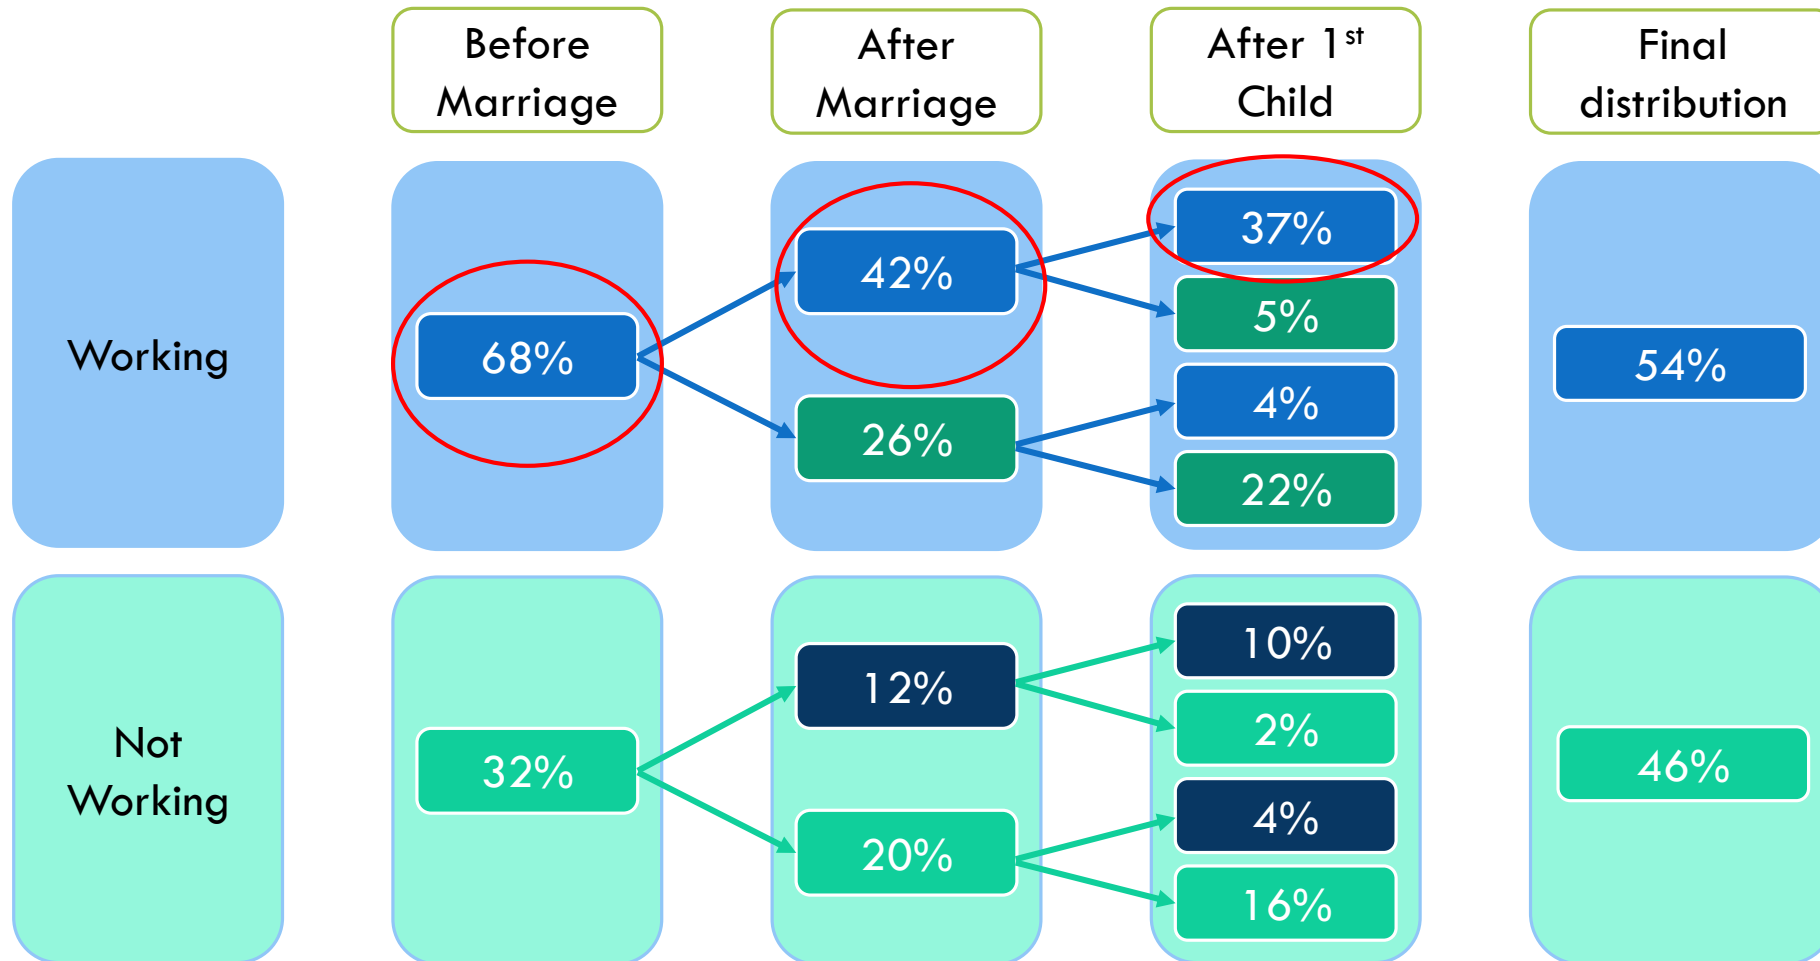 Before
Marriage
After
Marriage
After 1st
Child
Final
distribution
Working
68%
42%
26%
37%
5%
4%
22%
54%
Not
Working
32%
12%
20%
10%
2%
4%
16%
46%